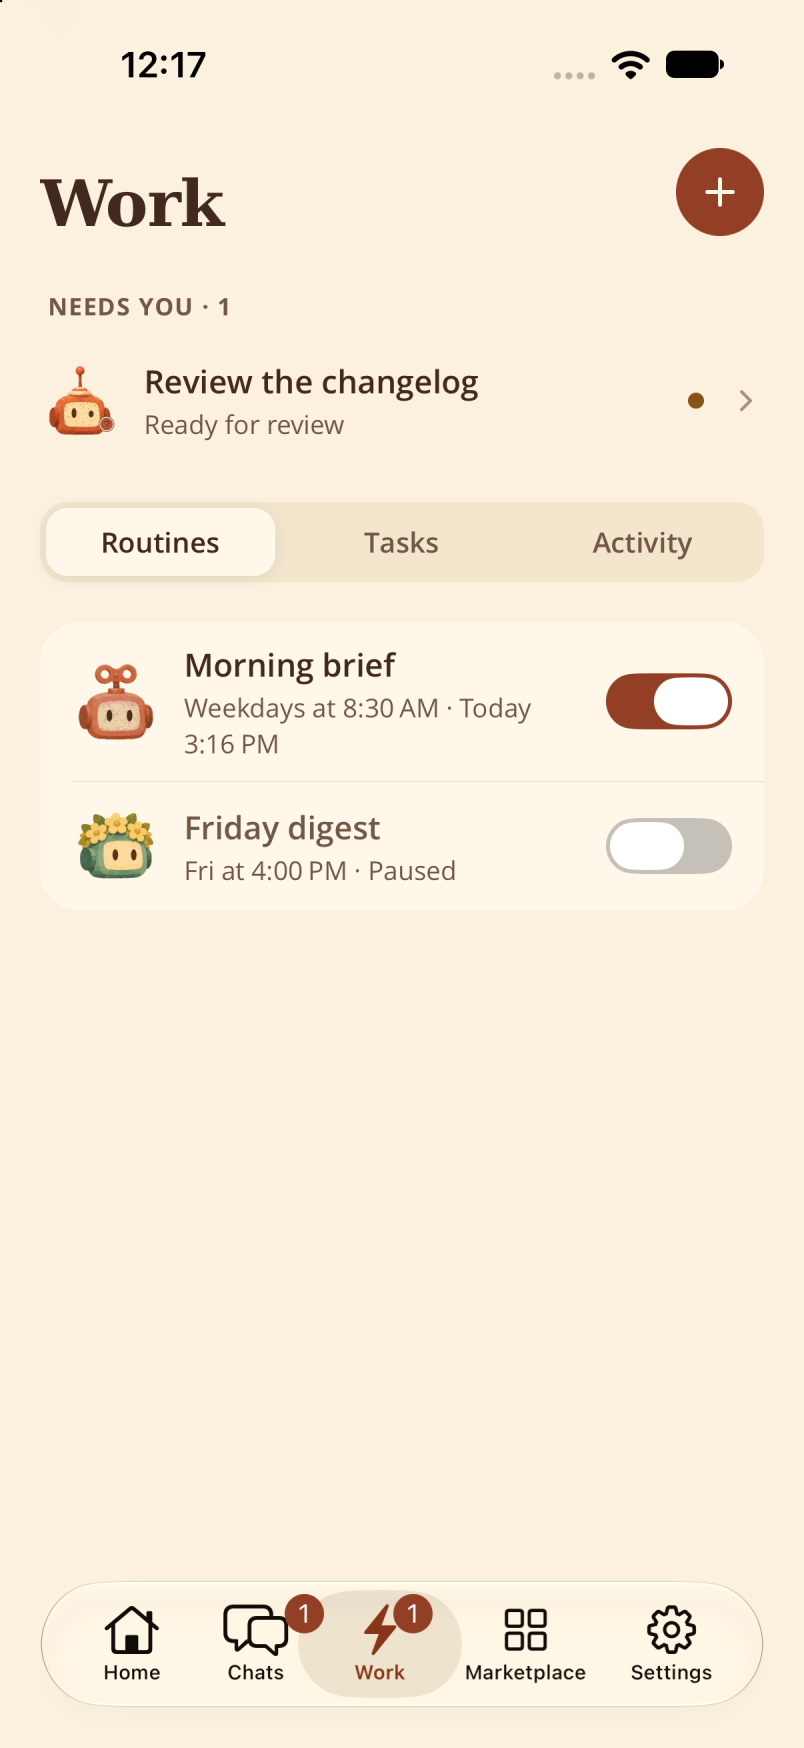 12:17
Work
NEEDS YOU · 1
Review the changelog
Ready for review
Routines
Tasks
Activity
Morning brief
Weekdays at 8:30 AM · Today
3:16 PM
Friday digest
Fri at 4:00 PM · Paused
1
1
Home
Chats
Work
Marketplace
Settings